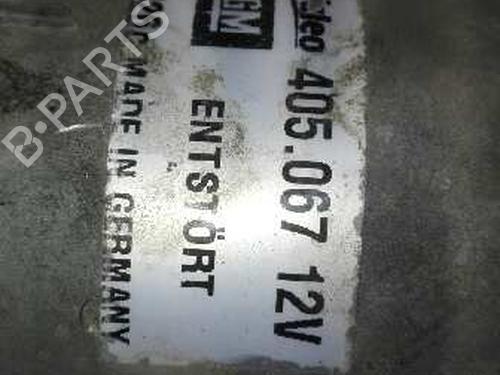 GM Valeo
405.067 12V
ENTSTÖRT
MADE IN GERMANY
B-PARTS